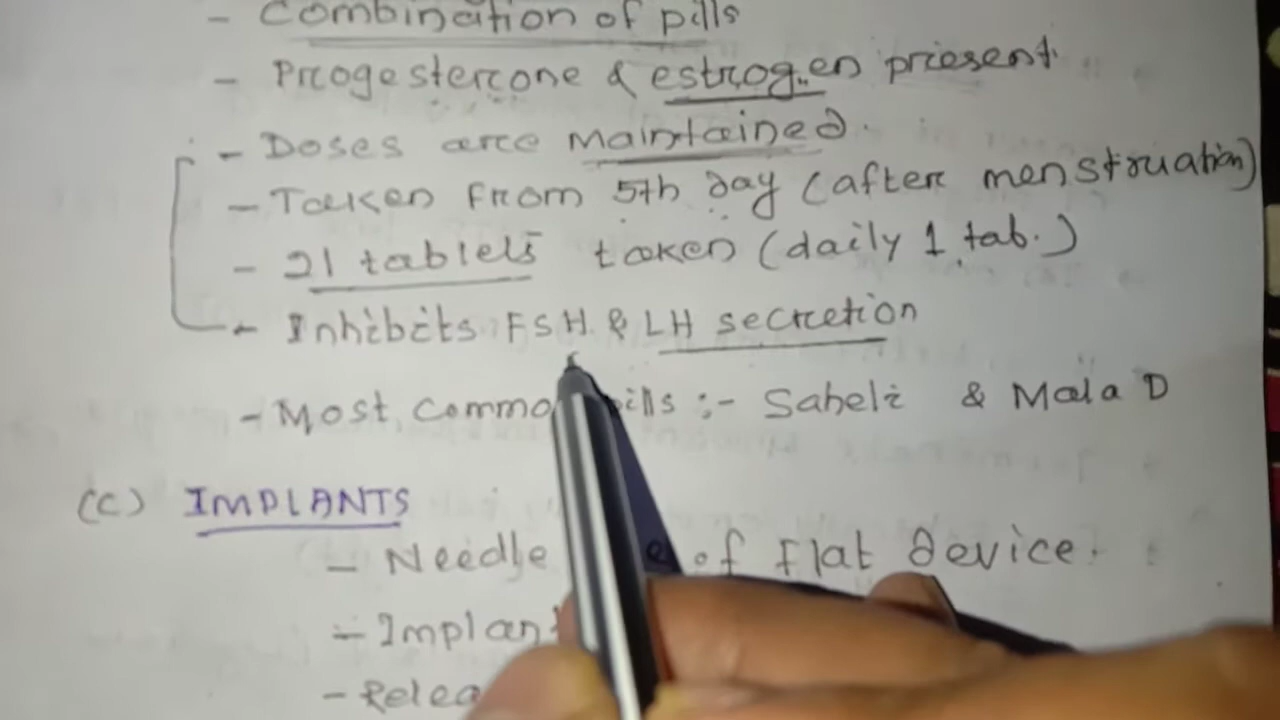 - Combination of pills
- Progesterone & estrogen present.
- Doses are maintained.
- Taken from 5th day (after menstruation)
- 21 tablets taken (daily 1 tab.)
- Inhibits FSH & LH secretion
- Most commo ills :- Saheli & Mala D
(C) IMPLANTS
- Needle of flat device.
- Implan
- Relea